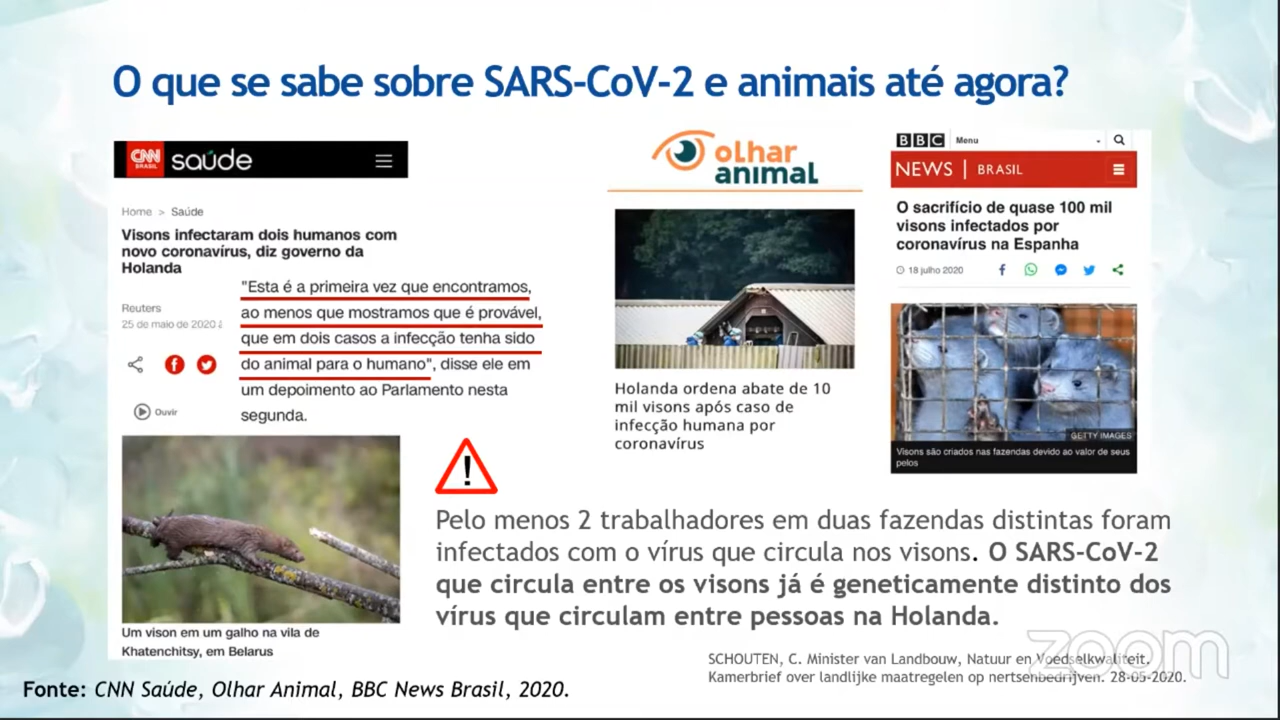 O que se sabe sobre SARS-CoV-2 e animais até agora?
CNN
BRASIL
saúde
Home > Saúde
Visons infectaram dois humanos com
novo coronavírus, diz governo da
Holanda
Reuters
25 de maio de 2020
Ouvir
"Esta é a primeira vez que encontramos,
ao menos que mostramos que é provável,
que em dois casos a infecção tenha sido
do animal para o humano", disse ele em
um depoimento ao Parlamento nesta
segunda.
Um vison em um galho na vila de
Khatenchitsy, em Belarus
olhar
animal
Holanda ordena abate de 10
mil visons após caso de
infecção humana por
coronavírus
BBC Menu
NEWS | BRASIL
O sacrifício de quase 100 mil
visons infectados por
coronavírus na Espanha
18 julho 2020
GETTY IMAGES
Visons são criados nas fazendas devido ao valor de seus
pelos
!
Pelo menos 2 trabalhadores em duas fazendas distintas foram
infectados com o vírus que circula nos visons. O SARS-CoV-2
que circula entre os visons já é geneticamente distinto dos
vírus que circulam entre pessoas na Holanda.
SCHOUTEN, C. Minister van Landbouw, Natuur en Voedselkwaliteit.
Kamerbrief over landlijke maatregelen op nertsenbedrijven. 28-05-2020.
zoom
Fonte: CNN Saúde, Olhar Animal, BBC News Brasil, 2020.